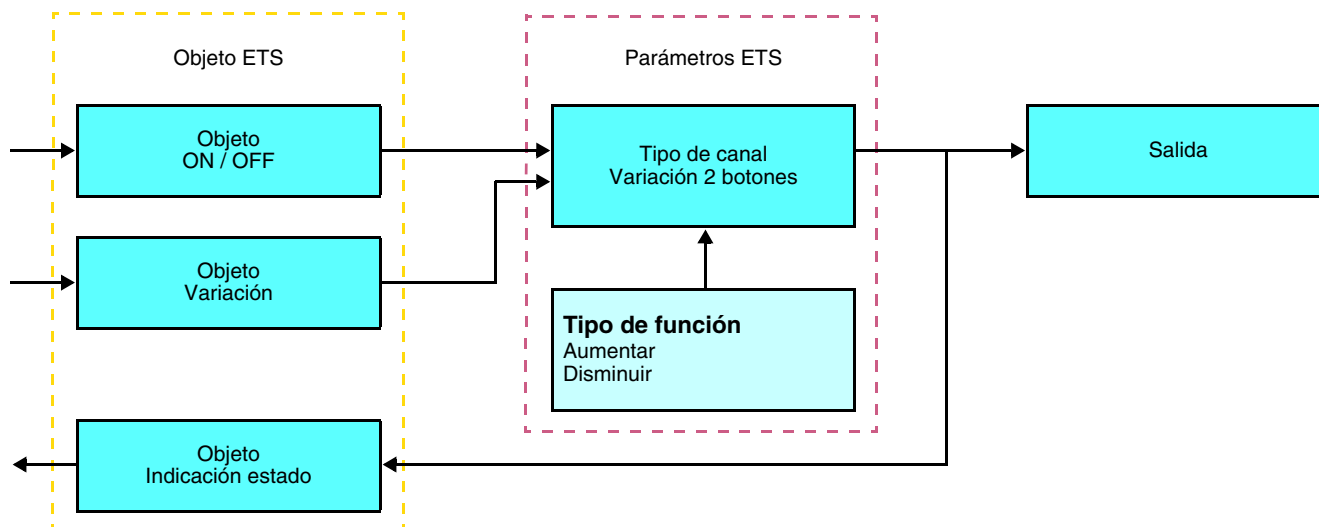 Objeto ETS
Parámetros ETS
Objeto
ON / OFF
Tipo de canal
Variación 2 botones
Salida
Objeto
Variación
Tipo de función
Aumentar
Disminuir
Objeto
Indicación estado